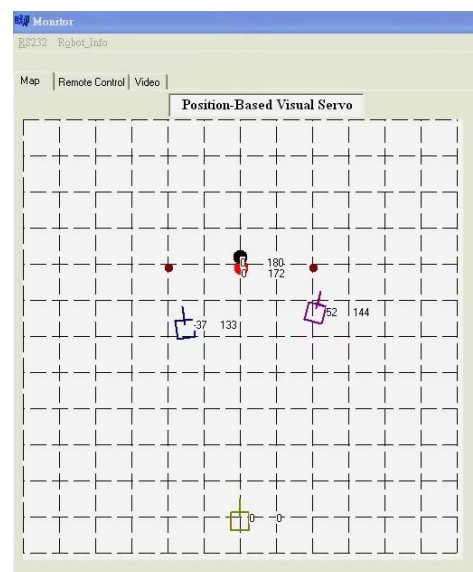 Monitor
RS232 Robot_Info
Map Remote Control Video
Position-Based Visual Servo
0 180
0 172
-37 133
52 144
0 0